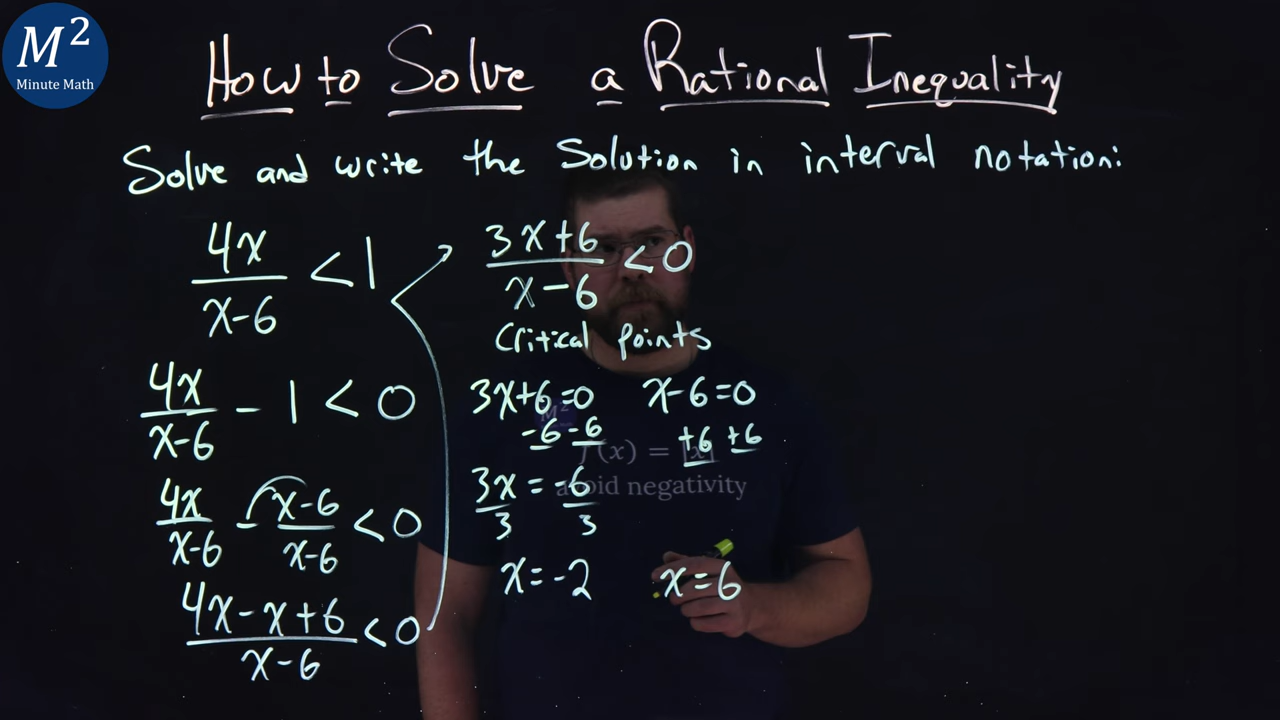 M²
Minute Math
How to Solve a Rational Inequality
Solve and write the Solution in interval notation:
4x/(x-6) < 1
4x/(x-6) - 1 < 0
4x/(x-6) - (x-6)/(x-6) < 0
(4x-x+6)/(x-6) < 0
(3x+6)/(x-6) < 0
Critical points
3x+6=0 x-6=0
-6 -6 +6 +6
3x/3 = -6/3
x=-2 x=6
M²
f(x) = |x|
avoid negativity